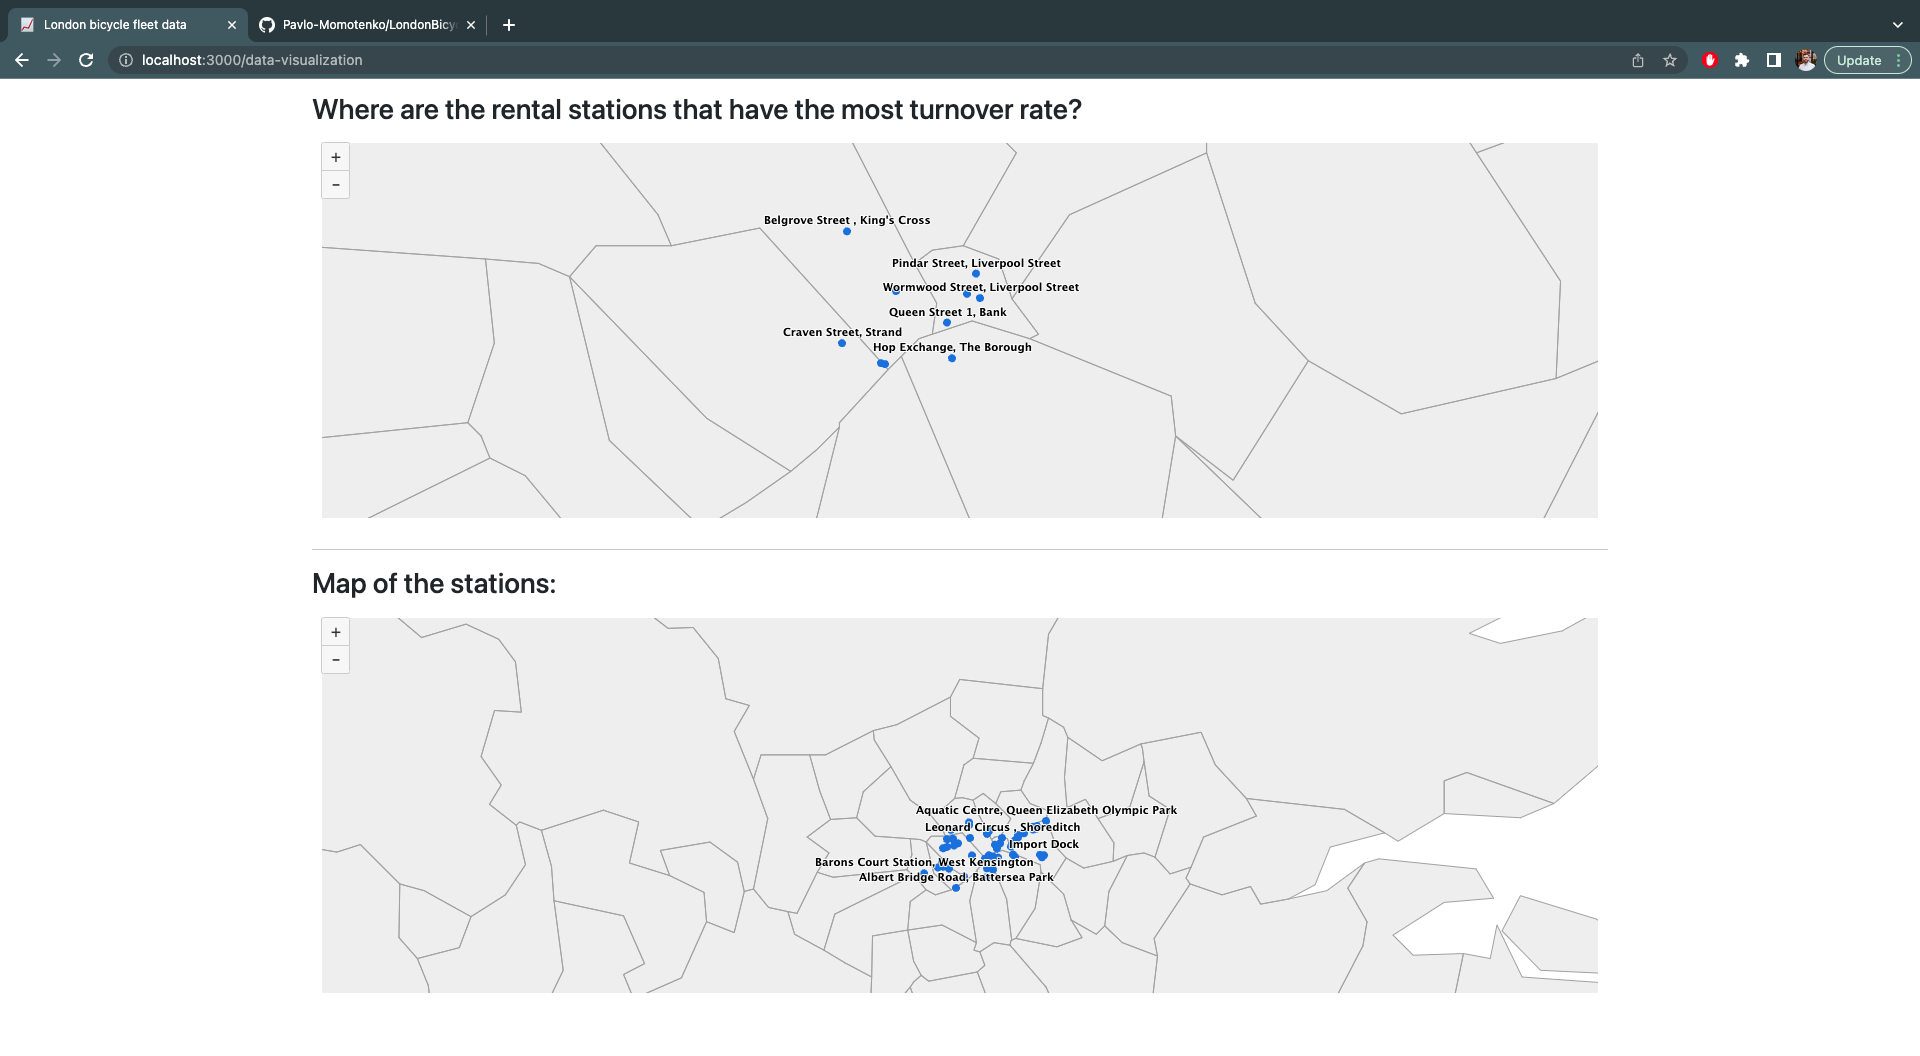 London bicycle fleet data
Pavlo-Momotenko/LondonBicy
localhost:3000/data-visualization
Update
Where are the rental stations that have the most turnover rate?
+
−
Belgrove Street , King's Cross
Pindar Street, Liverpool Street
Wormwood Street, Liverpool Street
Queen Street 1, Bank
Craven Street, Strand
Hop Exchange, The Borough
Map of the stations:
+
−
Aquatic Centre, Queen Elizabeth Olympic Park
Leonard Circus , Shoreditch
Import Dock
Barons Court Station, West Kensington
Albert Bridge Road, Battersea Park